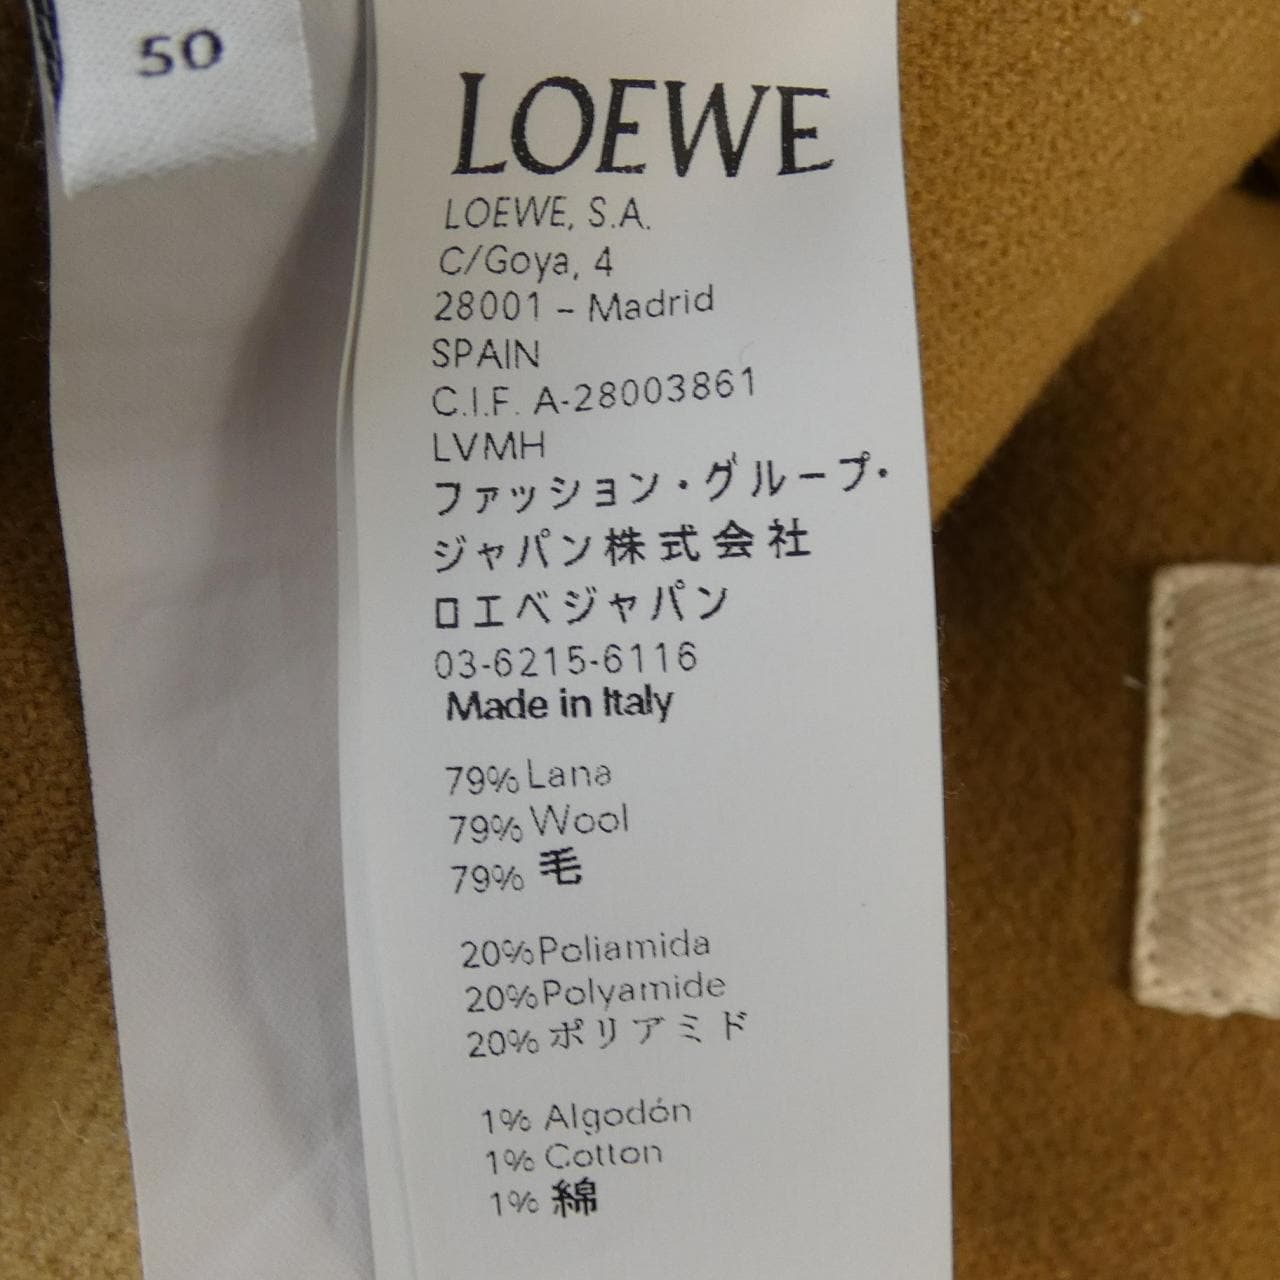 50
LOEWE
LOEWE, S.A.
C/Goya, 4
28001 – Madrid
SPAIN
C.I.F. A-28003861
LVMH
ファッション・グループ・
ジャパン株式会社
ロエベジャパン
03-6215-6116
Made in Italy
79% Lana
79% Wool
79% 毛
20% Poliamida
20% Polyamide
20% ポリアミド
1% Algodón
1% Cotton
1% 綿